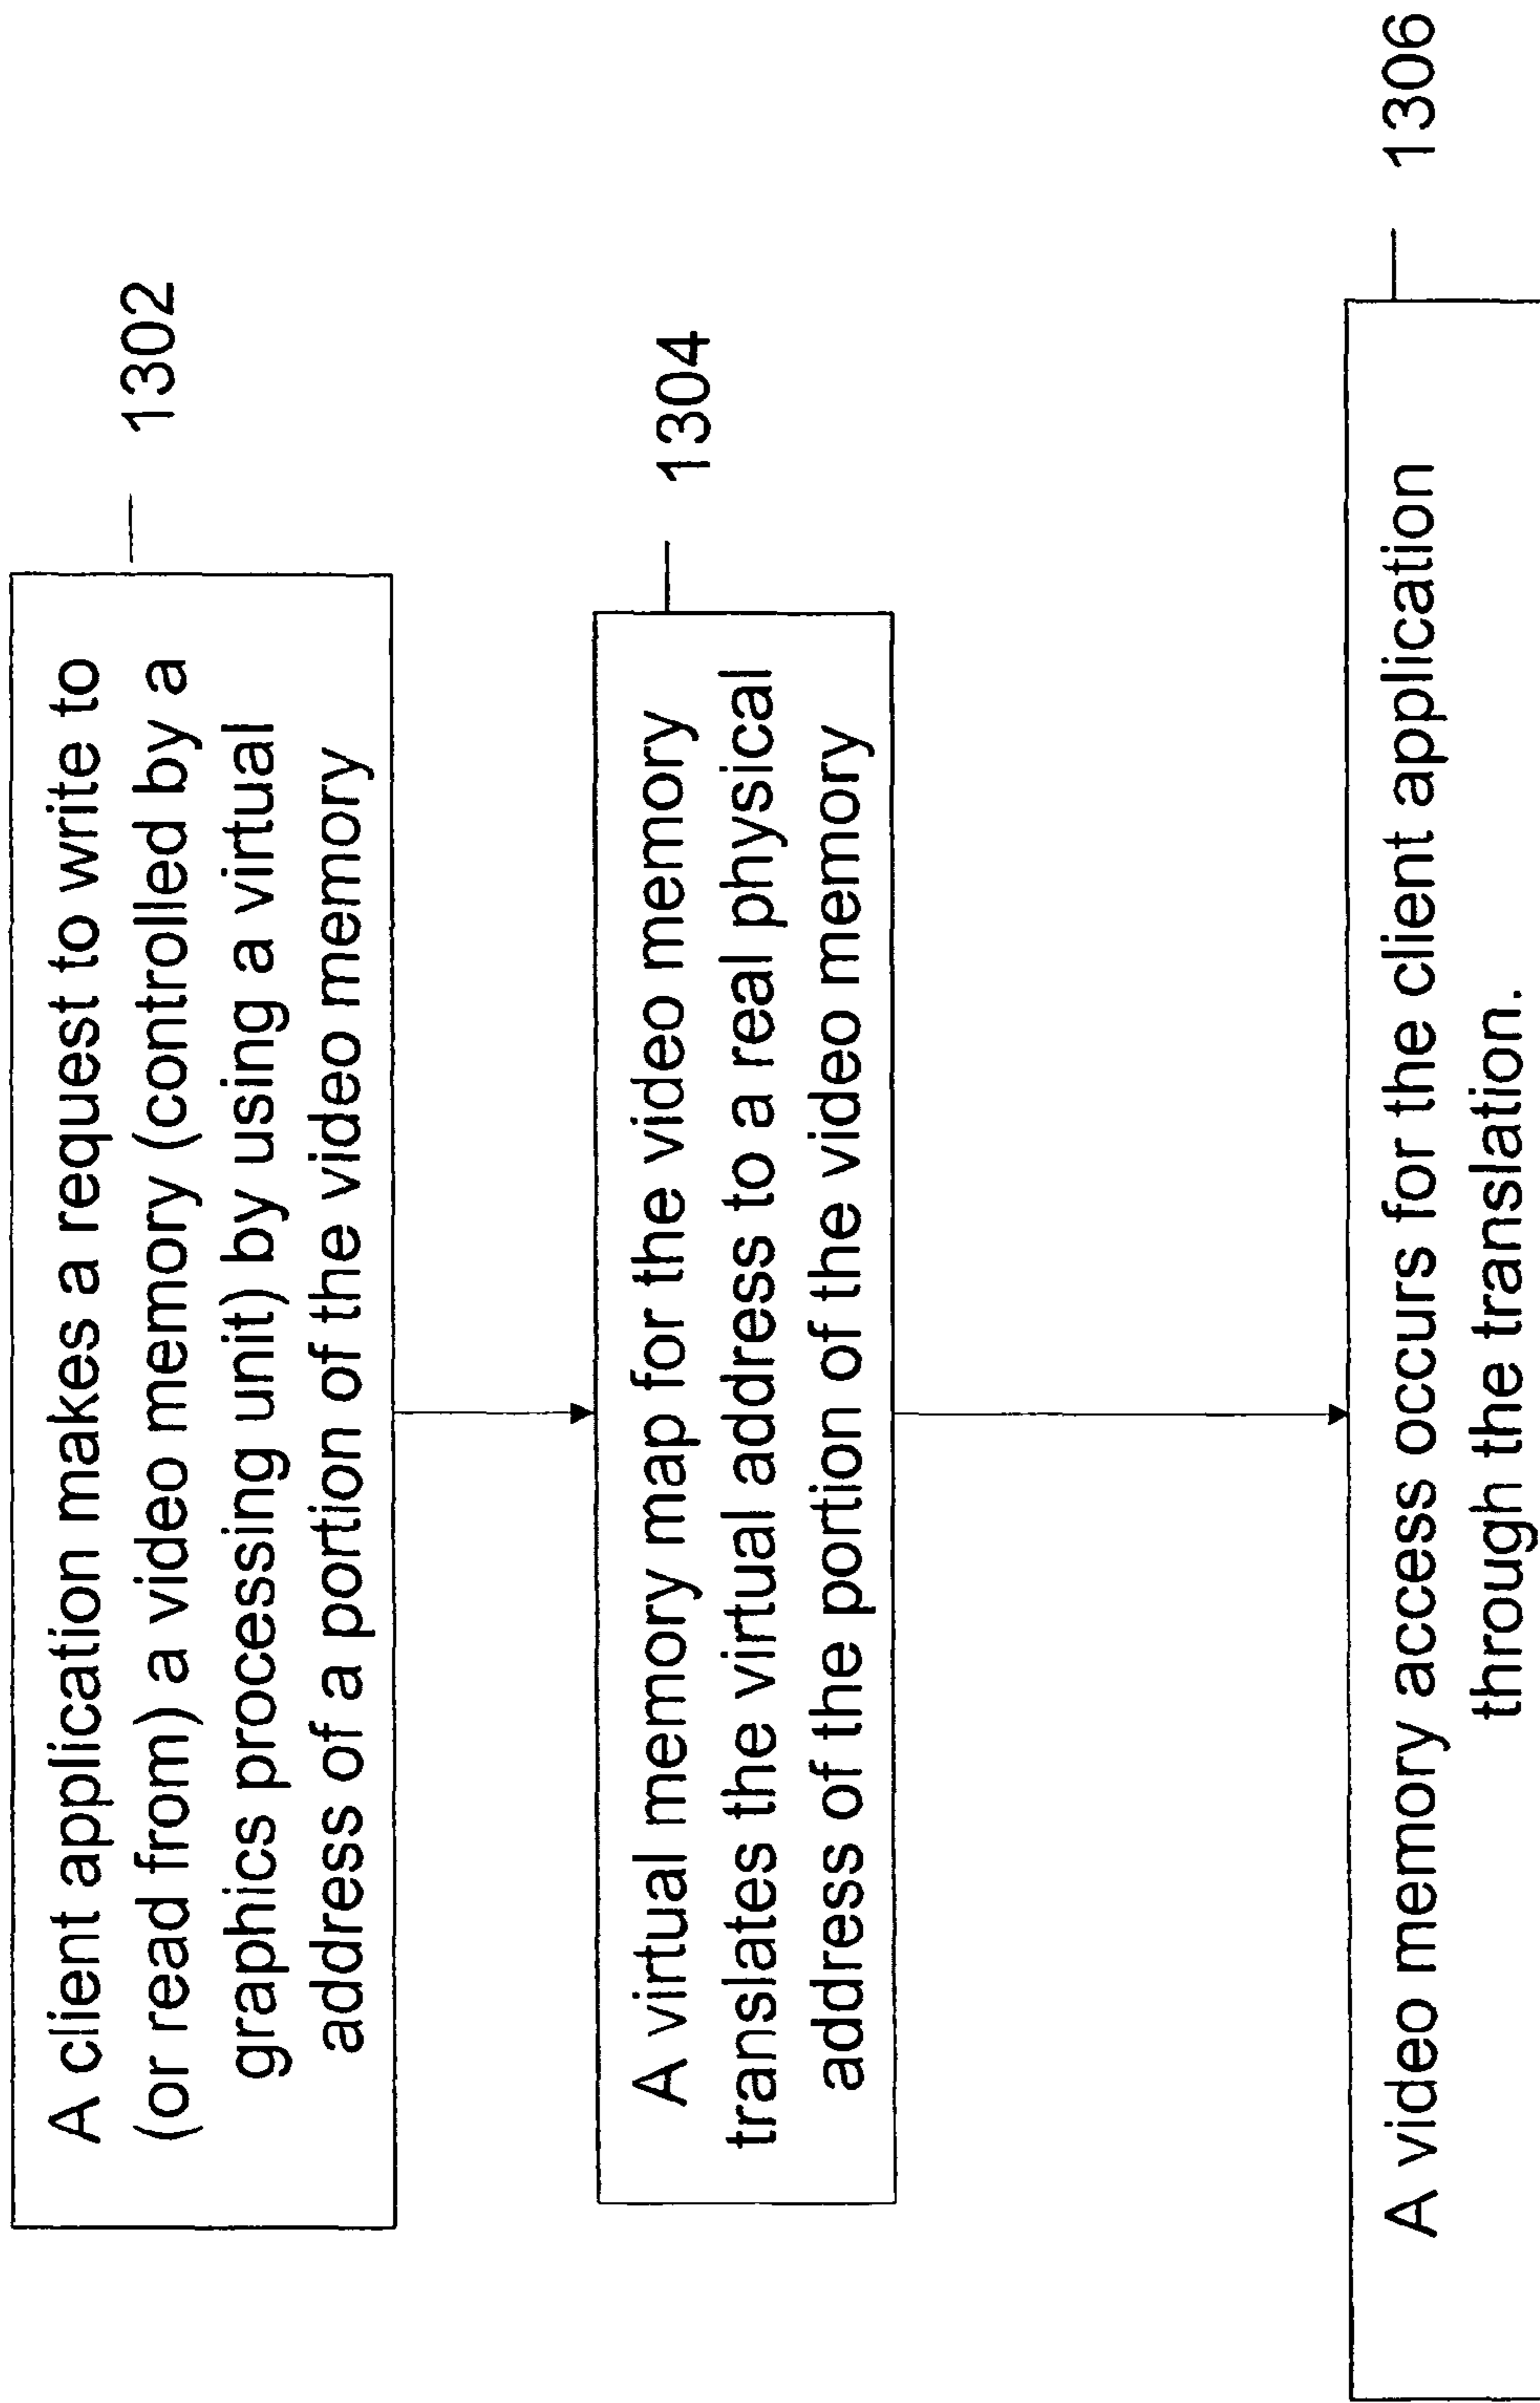 A client application makes a request to write to
(or read from) a video memory (controlled by a
graphics processing unit) by using a virtual
address of a portion of the video memory
1302
A virtual memory map for the video memory
translates the virtual address to a real physical
address of the portion of the video memory
1304
A video memory access occurs for the client application
through the translation.
1306